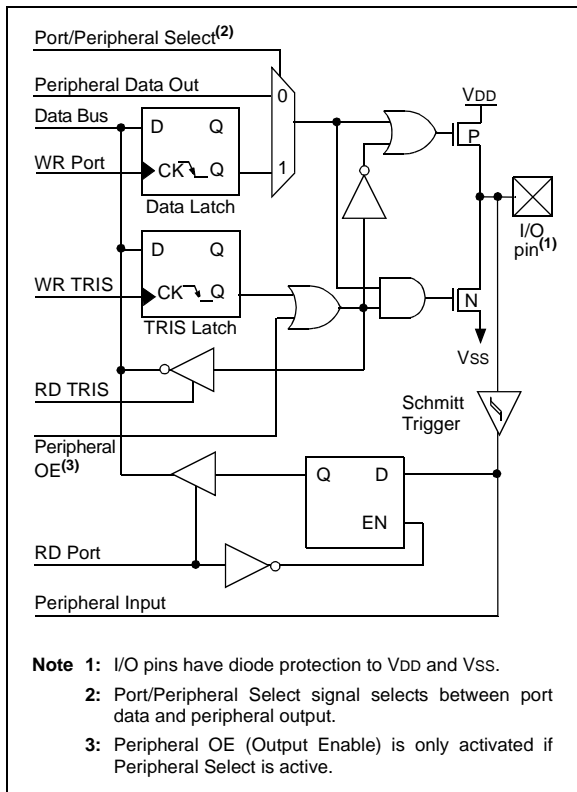 Port/Peripheral Select(2)
Peripheral Data Out
Data Bus
WR Port
D Q
CK Q
Data Latch
0
1
VDD
P
I/O
pin(1)
D Q
WR TRIS
CK Q
TRIS Latch
N
VSS
RD TRIS
Schmitt
Trigger
Peripheral
OE(3)
Q D
EN
RD Port
Peripheral Input
Note 1: I/O pins have diode protection to VDD and VSS.
2: Port/Peripheral Select signal selects between port
data and peripheral output.
3: Peripheral OE (Output Enable) is only activated if
Peripheral Select is active.